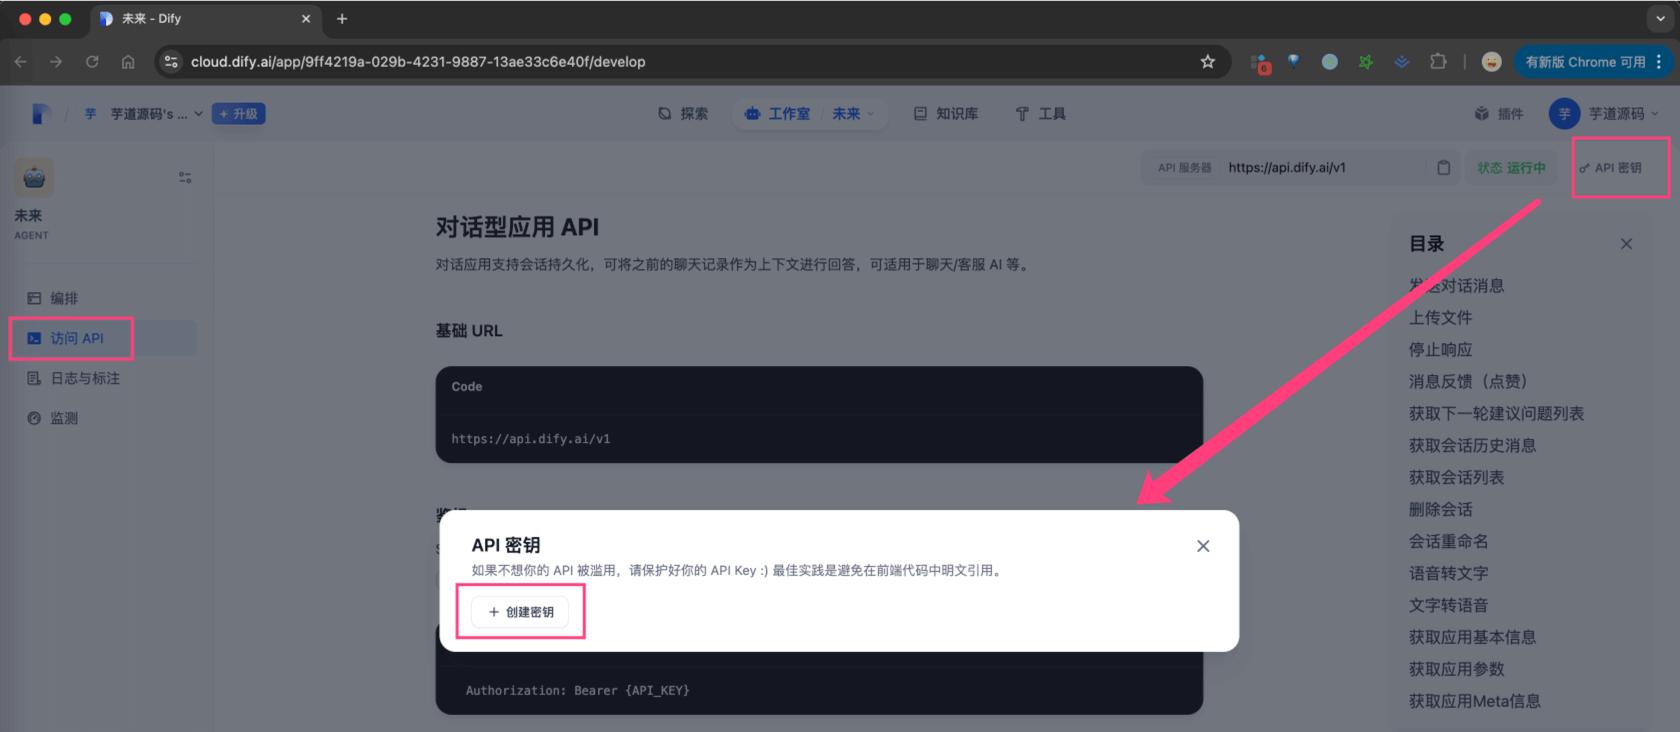 未来 - Dify
cloud.dify.ai/app/9ff4219a-029b-4231-9887-13ae33c6e40f/develop
6
有新版 Chrome 可用
芋 芋道源码's ...
升级
探索
工作室 / 未来
知识库
工具
插件
芋 芋道源码
API 服务器 https://api.dify.ai/v1
状态 运行中
API 密钥
未来
AGENT
编排
访问 API
日志与标注
监测
对话型应用 API
对话应用支持会话持久化，可将之前的聊天记录作为上下文进行回答，可适用于聊天/客服 AI 等。
基础 URL
Code
https://api.dify.ai/v1
API 密钥
如果不想你的 API 被滥用，请保护好你的 API Key :) 最佳实践是避免在前端代码中明文引用。
+ 创建密钥
Authorization: Bearer {API_KEY}
目录
发送对话消息
上传文件
停止响应
消息反馈（点赞）
获取下一轮建议问题列表
获取会话历史消息
获取会话列表
删除会话
会话重命名
语音转文字
文字转语音
获取应用基本信息
获取应用参数
获取应用Meta信息